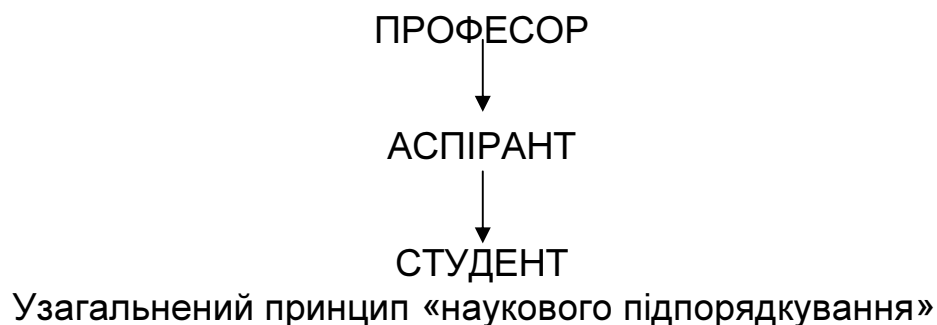 ПРОФЕСОР
АСПІРАНТ
СТУДЕНТ
Узагальнений принцип «наукового підпорядкування»